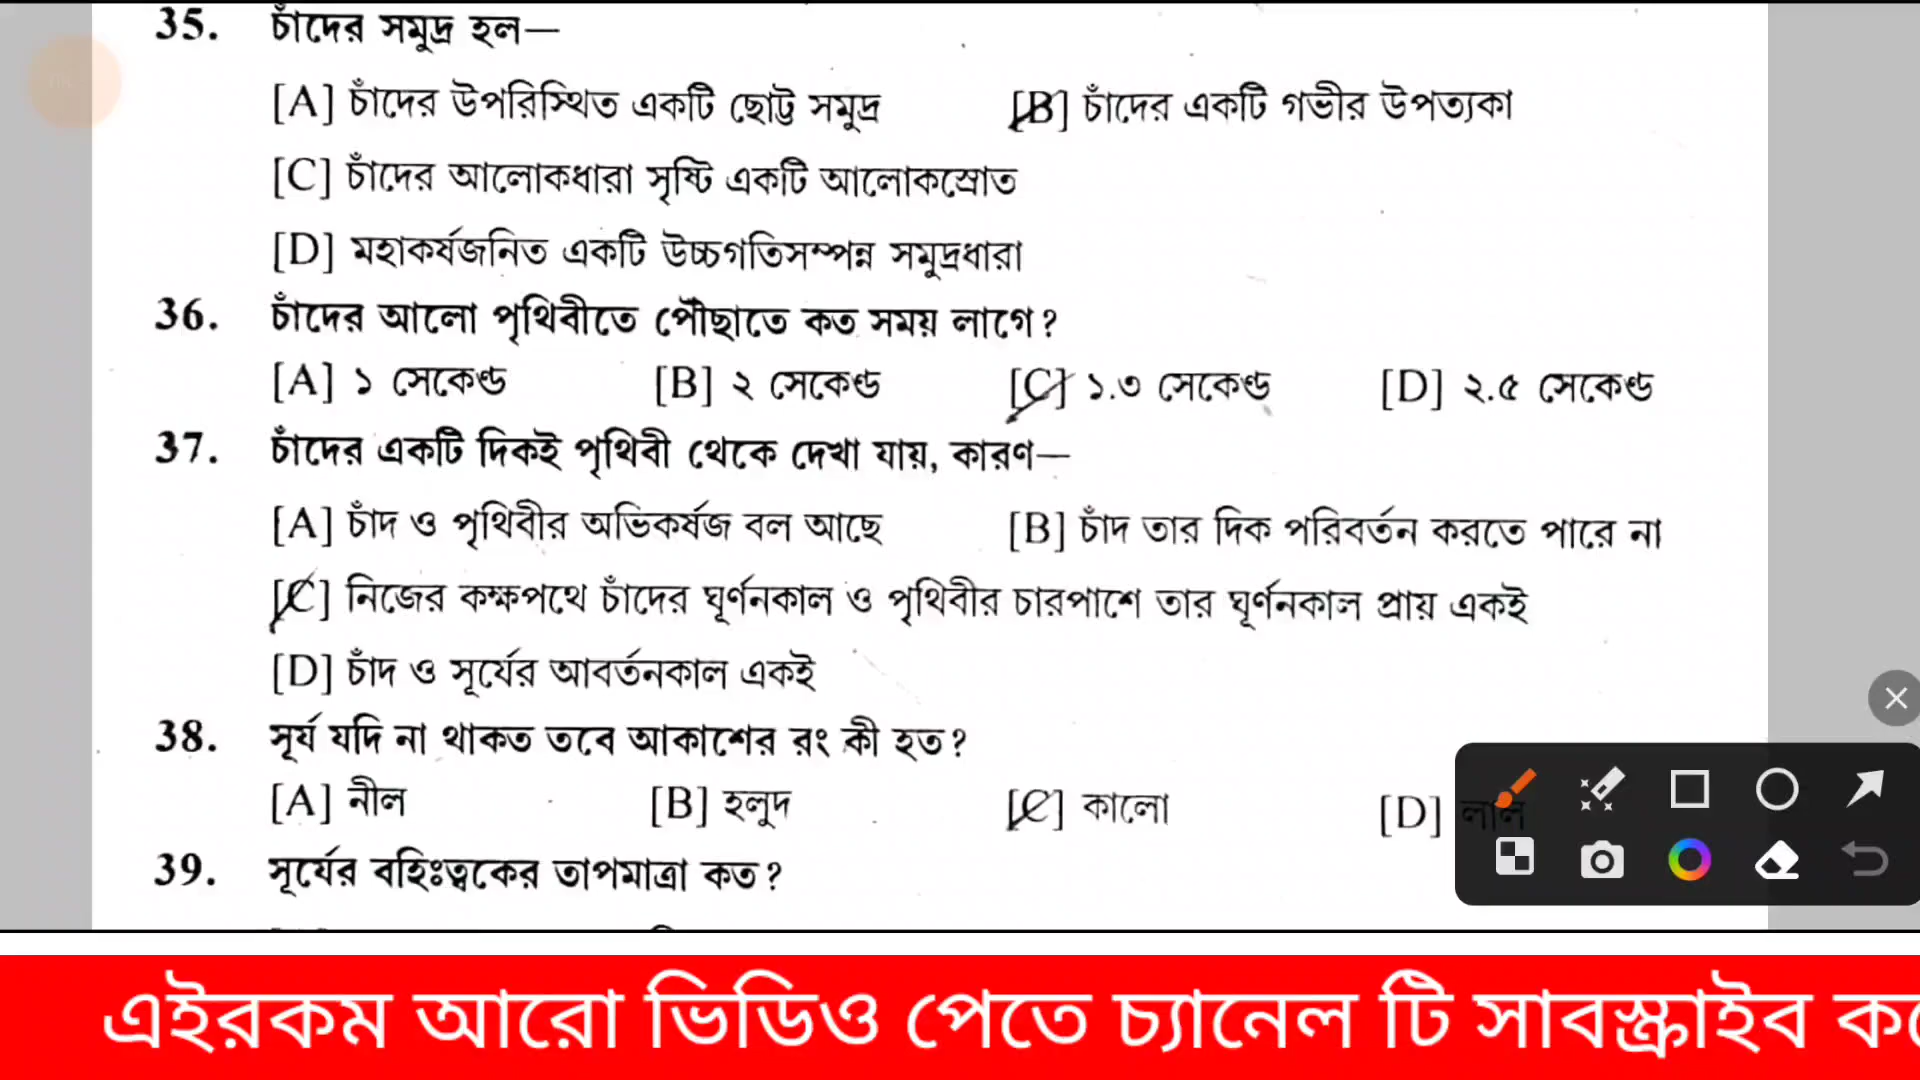 35. চাঁদের সমুদ্র হল—
[A] চাঁদের উপরিস্থিত একটি ছোট্ট সমুদ্র [B] চাঁদের একটি গভীর উপত্যকা
[C] চাঁদের আলোকধারা সৃষ্টি একটি আলোকস্রোত
[D] মহাকর্ষজনিত একটি উচ্চগতিসম্পন্ন সমুদ্রধারা
36. চাঁদের আলো পৃথিবীতে পৌঁছাতে কত সময় লাগে?
[A] ১ সেকেণ্ড [B] ২ সেকেণ্ড [C] ১.৩ সেকেণ্ড [D] ২.৫ সেকেণ্ড
37. চাঁদের একটি দিকই পৃথিবী থেকে দেখা যায়, কারণ—
[A] চাঁদ ও পৃথিবীর অভিকর্ষজ বল আছে [B] চাঁদ তার দিক পরিবর্তন করতে পারে না
[C] নিজের কক্ষপথে চাঁদের ঘূর্ণনকাল ও পৃথিবীর চারপাশে তার ঘূর্ণনকাল প্রায় একই
[D] চাঁদ ও সূর্যের আবর্তনকাল একই
38. সূর্য যদি না থাকত তবে আকাশের রং কী হত?
[A] নীল [B] হলুদ [C] কালো [D] লাল
39. সূর্যের বহিঃত্বকের তাপমাত্রা কত?
এইরকম আরো ভিডিও পেতে চ্যানেল টি সাবস্ক্রাইব